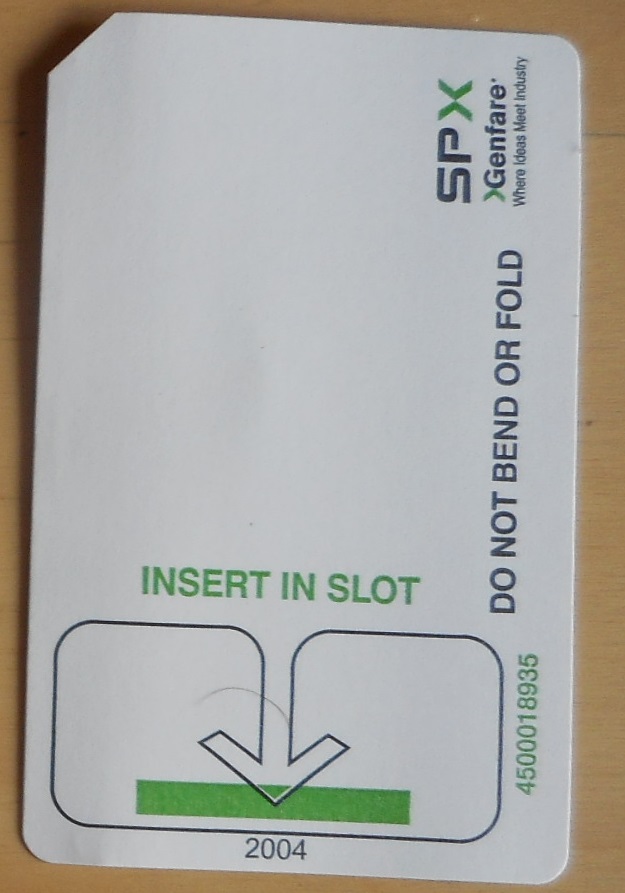 SPX
Genfare
Where Ideas Meet Industry
DO NOT BEND OR FOLD
INSERT IN SLOT
4500018935
2004